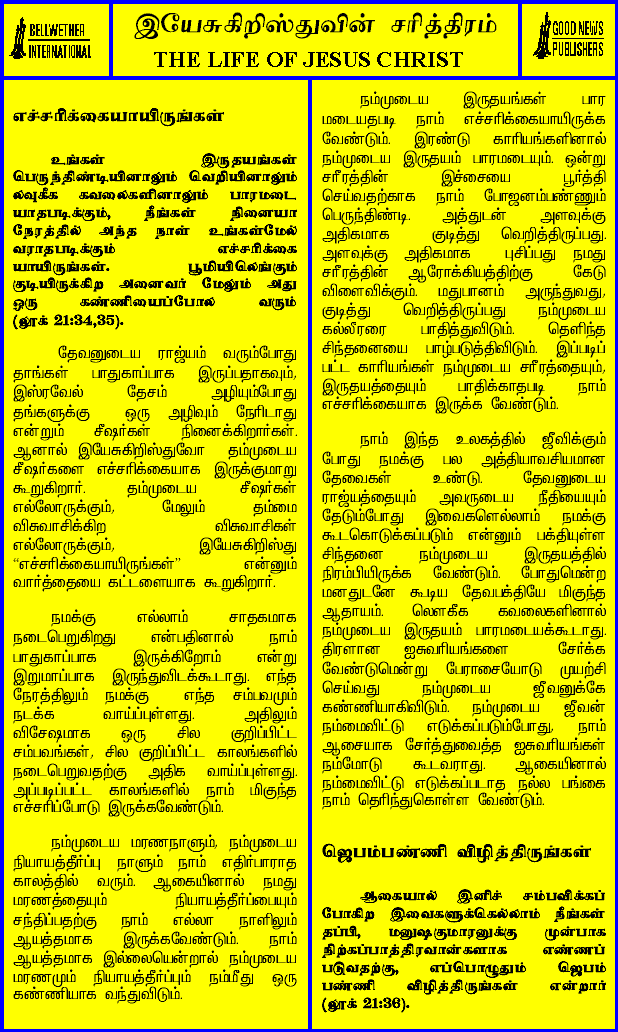 BELLWETHER
INTERNATIONAL
இயேசுகிறிஸ்துவின் சரித்திரம்
THE LIFE OF JESUS CHRIST
GOOD NEWS
PUBLISHERS
எச்சரிக்கையாயிருங்கள்
உங்கள் இருதயங்கள்
பெருந்திண்டியினாலும் வெறியினாலும்
லவுகீக கவலைகளினாலும் பாரமடை
யாதபடிக்கும், நீங்கள் நினையா
நேரத்தில் அந்த நாள் உங்கள்மேல்
வராதபடிக்கும் எச்சரிக்கை
யாயிருங்கள். பூமியிலெங்கும்
குடியிருக்கிற அனைவர் மேலும் அது
ஒரு கண்ணியைப்போல வரும்
(லூக் 21:34,35).
தேவனுடைய ராஜ்யம் வரும்போது
தாங்கள் பாதுகாப்பாக இருப்பதாகவும்,
இஸ்ரவேல் தேசம் அழியும்போது
தங்களுக்கு ஒரு அழிவும் நேரிடாது
என்றும் சீஷர்கள் நினைக்கிறார்கள்.
ஆனால் இயேசுகிறிஸ்துவோ தம்முடைய
சீஷர்களை எச்சரிக்கையாக இருக்குமாறு
கூறுகிறார். தம்முடைய சீஷர்கள்
எல்லோருக்கும், மேலும் தம்மை
விசுவாசிக்கிற விசுவாசிகள்
எல்லோருக்கும், இயேசுகிறிஸ்து
“எச்சரிக்கையாயிருங்கள்” என்னும்
வார்த்தையை கட்டளையாக கூறுகிறார்.
நமக்கு எல்லாம் சாதகமாக
நடைபெறுகிறது என்பதினால் நாம்
பாதுகாப்பாக இருக்கிறோம் என்று
இறுமாப்பாக இருந்துவிடக்கூடாது. எந்த
நேரத்திலும் நமக்கு எந்த சம்பவமும்
நடக்க வாய்ப்புள்ளது. அதிலும்
விசேஷமாக ஒரு சில குறிப்பிட்ட
சம்பவங்கள், சில குறிப்பிட்ட காலங்களில்
நடைபெறுவதற்கு அதிக வாய்ப்புள்ளது.
அப்படிப்பட்ட காலங்களில் நாம் மிகுந்த
எச்சரிப்போடு இருக்கவேண்டும்.
நம்முடைய மரணநாளும், நம்முடைய
நியாயத்தீர்ப்பு நாளும் நாம் எதிர்பாராத
காலத்தில் வரும். ஆகையினால் நமது
மரணத்தையும் நியாயத்தீர்ப்பையும்
சந்திப்பதற்கு நாம் எல்லா நாளிலும்
ஆயத்தமாக இருக்கவேண்டும். நாம்
ஆயத்தமாக இல்லையென்றால் நம்முடைய
மரணமும் நியாயத்தீர்ப்பும் நம்மீது ஒரு
கண்ணியாக வந்துவிடும்.
நம்முடைய இருதயங்கள் பார
மடையதபடி நாம் எச்சரிக்கையாயிருக்க
வேண்டும். இரண்டு காரியங்களினால்
நம்முடைய இருதயம் பாரமடையும். ஒன்று
சரீரத்தின் இச்சையை பூர்த்தி
செய்வதற்காக நாம் போஜனம்பண்ணும்
பெருந்திண்டி. அத்துடன் அளவுக்கு
அதிகமாக குடித்து வெறித்திருப்பது.
அளவுக்கு அதிகமாக புசிப்பது நமது
சரீரத்தின் ஆரோக்கியத்திற்கு கேடு
விளைவிக்கும். மதுபானம் அருந்துவது,
குடித்து வெறித்திருப்பது நம்முடைய
கல்லீரரை பாதித்துவிடும். தெளிந்த
சிந்தனையை பாழ்படுத்திவிடும். இப்படிப்
பட்ட காரியங்கள் நம்முடைய சரீரத்தையும்,
இருதயத்தையும் பாதிக்காதபடி நாம்
எச்சரிக்கையாக இருக்க வேண்டும்.
நாம் இந்த உலகத்தில் ஜீவிக்கும்
போது நமக்கு பல அத்தியாவசியமான
தேவைகள் உண்டு. தேவனுடைய
ராஜ்யத்தையும் அவருடைய நீதியையும்
தேடும்போது இவைகளெல்லாம் நமக்கு
கூடகொடுக்கப்படும் என்னும் பக்தியுள்ள
சிந்தனை நம்முடைய இருதயத்தில்
நிரம்பியிருக்க வேண்டும். போதுமென்ற
மனதுடனே கூடிய தேவபக்தியே மிகுந்த
ஆதாயம். லௌகீக கவலைகளினால்
நம்முடைய இருதயம் பாரமடையக்கூடாது.
திரளான ஐசுவரியங்களை சேர்க்க
வேண்டுமென்று பேராசையோடு முயற்சி
செய்வது நம்முடைய ஜீவனுக்கே
கண்ணியாகிவிடும். நம்முடைய ஜீவன்
நம்மைவிட்டு எடுக்கப்படும்போது, நாம்
ஆசையாக சேர்த்துவைத்த ஐசுவரியங்கள்
நம்மோடு கூடவராது. ஆகையினால்
நம்மைவிட்டு எடுக்கப்படாத நல்ல பங்கை
நாம் தெரிந்துகொள்ள வேண்டும்.
ஜெபம்பண்ணி விழித்திருங்கள்
ஆகையால் இனிச் சம்பவிக்கப்
போகிற இவைகளுக்கெல்லாம் நீங்கள்
தப்பி, மனுஷகுமாரனுக்கு முன்பாக
நிற்கப்பாத்திரவான்களாக எண்ணப்
படுவதற்கு, எப்பொழுதும் ஜெபம்
பண்ணி விழித்திருங்கள் என்றார்
(லூக் 21:36).